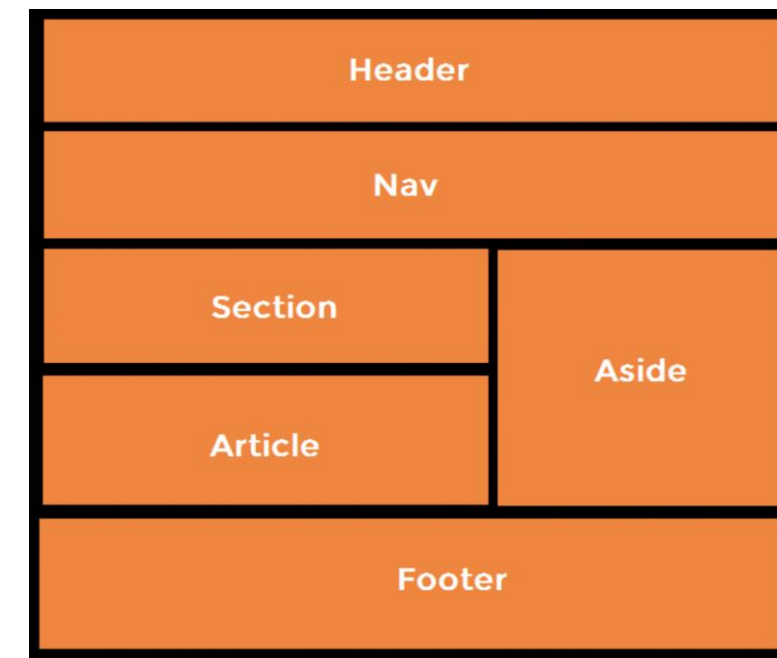 Header
Nav
Section
Article
Aside
Footer